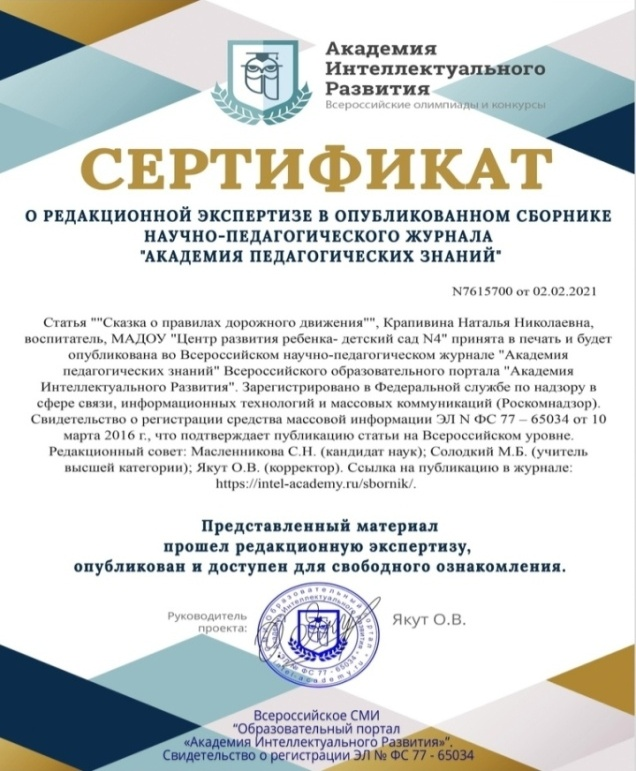 Академия
Интеллектуального
Развития
Всероссийские олимпиады и конкурсы
СЕРТИФИКАТ
О РЕДАКЦИОННОЙ ЭКСПЕРТИЗЕ В ОПУБЛИКОВАННОМ СБОРНИКЕ
НАУЧНО-ПЕДАГОГИЧЕСКОГО ЖУРНАЛА
"АКАДЕМИЯ ПЕДАГОГИЧЕСКИХ ЗНАНИЙ"
N7615700 от 02.02.2021
Статья ""Сказка о правилах дорожного движения"", Крапивина Наталья Николаевна,
воспитатель, МАДОУ "Центр развития ребенка- детский сад N4" принята в печать и будет
опубликована во Всероссийском научно-педагогическом журнале "Академия
педагогических знаний" Всероссийского образовательного портала "Академия
Интеллектуального Развития". Зарегистрировано в Федеральной службе по надзору в
сфере связи, информационных технологий и массовых коммуникаций (Роскомнадзор).
Свидетельство о регистрации средства массовой информации ЭЛ N ФС 77 – 65034 от 10
марта 2016 г., что подтверждает публикацию статьи на Всероссийском уровне.
Редакционный совет: Масленникова С.Н. (кандидат наук); Солодкий М.Б. (учитель
высшей категории); Якут О.В. (корректор). Ссылка на публикацию в журнале:
https://intel-academy.ru/sbornik/.
Представленный материал
прошел редакционную экспертизу,
опубликован и доступен для свободного ознакомления.
Руководитель
проекта:
Якут О.В.
Всероссийское СМИ
"Образовательный портал
«Академия Интеллектуального Развития»".
Свидетельство о регистрации ЭЛ № ФС 77 - 65034